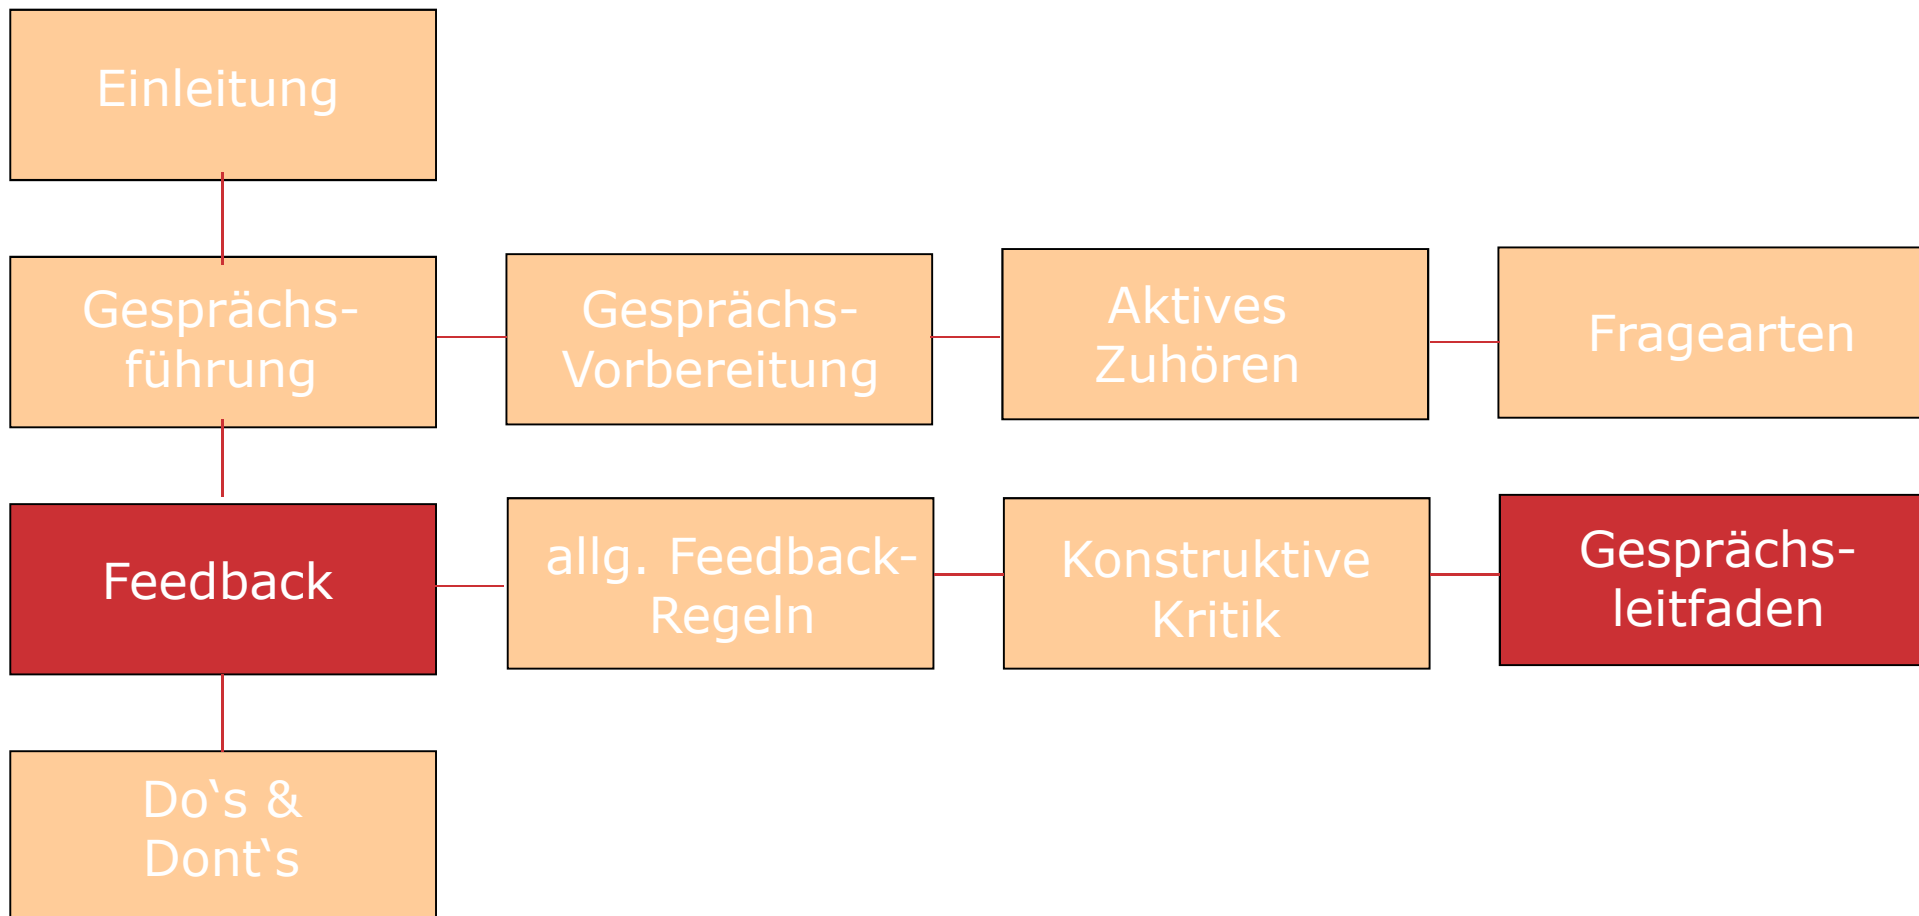 Einleitung
Gesprächs-
führung
Gesprächs-
Vorbereitung
Aktives
Zuhören
Fragearten
Feedback
allg. Feedback-
Regeln
Konstruktive
Kritik
Gesprächs-
leitfaden
Do‘s &
Dont‘s